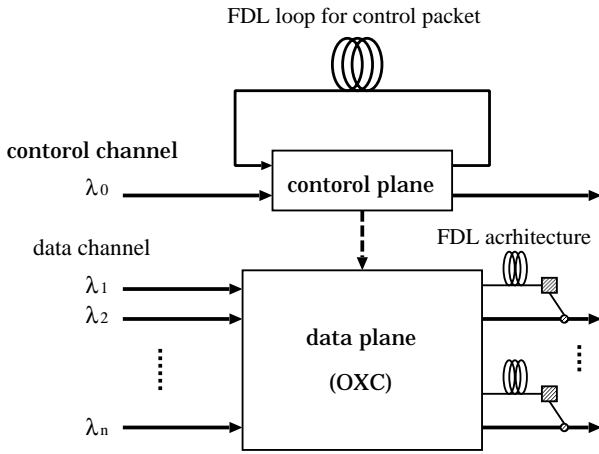 FDL loop for control packet
contorol channel
contorol plane
λ0
FDL acrhitecture
data channel
λ1
λ2
data plane
(OXC)
λn